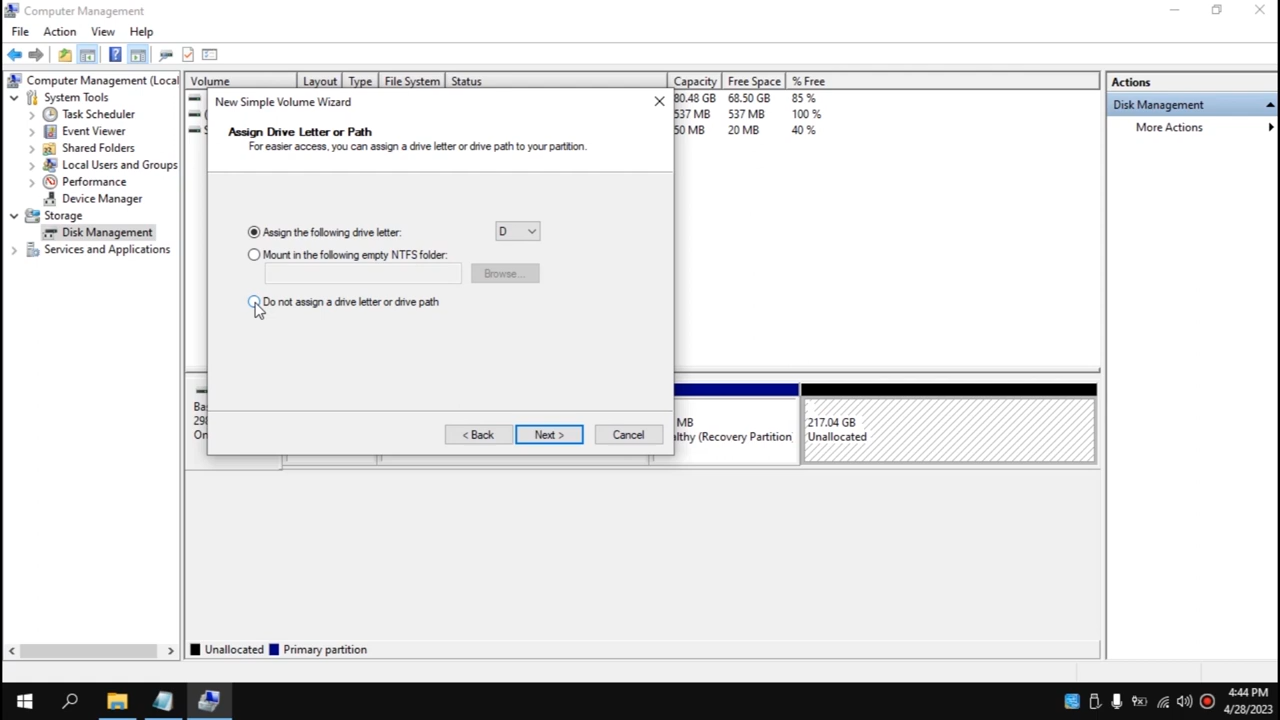 Computer Management
File Action View Help
Computer Management (Local
System Tools
Task Scheduler
Event Viewer
Shared Folders
Local Users and Groups
Performance
Device Manager
Storage
Disk Management
Services and Applications
Volume Layout Type File System Status Capacity Free Space % Free
80.48 GB 68.50 GB 85 %
537 MB 537 MB 100 %
50 MB 20 MB 40 %
New Simple Volume Wizard
Assign Drive Letter or Path
For easier access, you can assign a drive letter or drive path to your partition.
Assign the following drive letter: D
Mount in the following empty NTFS folder:
Browse...
Do not assign a drive letter or drive path
< Back Next > Cancel
Ba
298
On
MB
althy (Recovery Partition)
217.04 GB
Unallocated
Unallocated Primary partition
Actions
Disk Management
More Actions
4:44 PM
4/28/2023